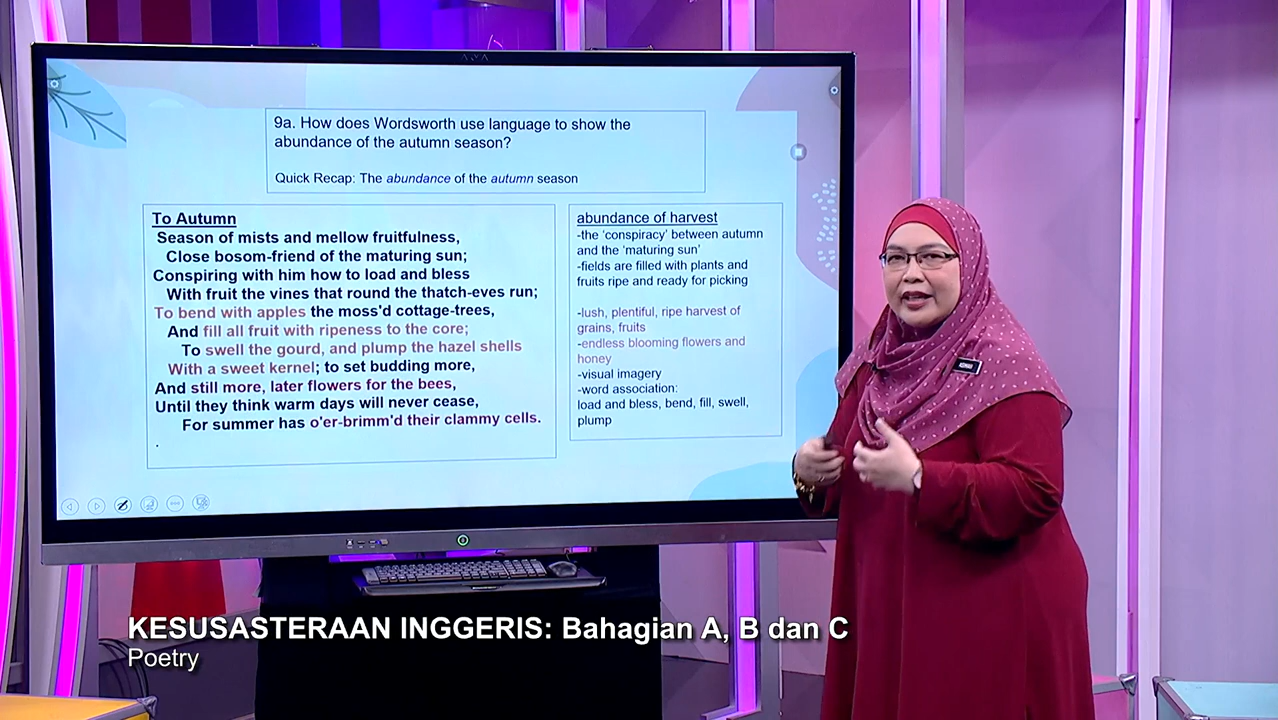 9a. How does Wordsworth use language to show the
abundance of the autumn season?
Quick Recap: The abundance of the autumn season
To Autumn
Season of mists and mellow fruitfulness,
Close bosom-friend of the maturing sun;
Conspiring with him how to load and bless
With fruit the vines that round the thatch-eves run;
To bend with apples the moss'd cottage-trees,
And fill all fruit with ripeness to the core;
To swell the gourd, and plump the hazel shells
With a sweet kernel; to set budding more,
And still more, later flowers for the bees,
Until they think warm days will never cease,
For summer has o'er-brimm'd their clammy cells.
.
abundance of harvest
-the ‘conspiracy’ between autumn
and the ‘maturing sun’
-fields are filled with plants and
fruits ripe and ready for picking
-lush, plentiful, ripe harvest of
grains, fruits
-endless blooming flowers and
honey
-visual imagery
-word association:
load and bless, bend, fill, swell,
plump
KESUSASTERAAN INGGERIS: Bahagian A, B dan C
Poetry